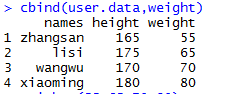 > cbind(user.data,weight)
names height weight
1 zhangsan 165 55
2 lisi 175 65
3 wangwu 170 70
4 xiaoming 180 80